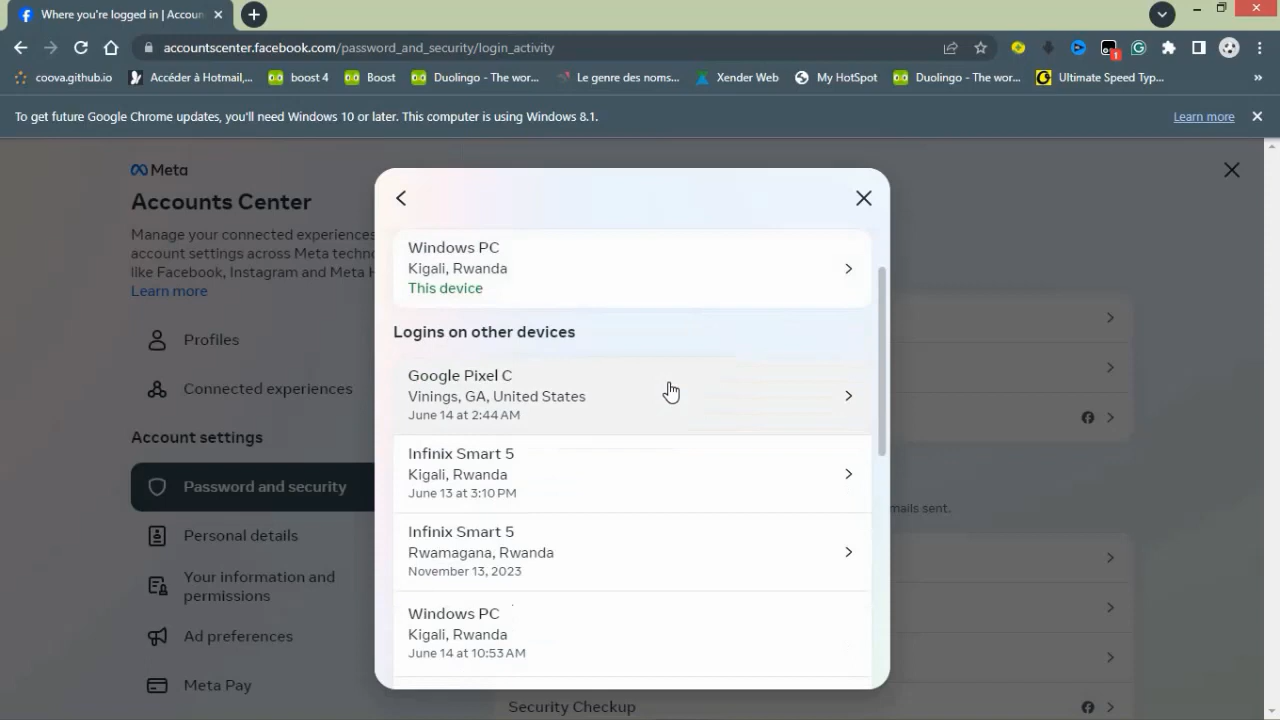 Where you're logged in | Accoun
accountscenter.facebook.com/password_and_security/login_activity
1
coova.github.io
Accéder à Hotmail,...
boost 4
Boost
Duolingo - The wor...
Le genre des noms...
Xender Web
My HotSpot
Duolingo - The wor...
Ultimate Speed Typ...
»
To get future Google Chrome updates, you'll need Windows 10 or later. This computer is using Windows 8.1.
Learn more
Meta
Accounts Center
Manage your connected experiences
account settings across Meta techno
like Facebook, Instagram and Meta H
Learn more
Profiles
Connected experiences
Account settings
Password and security
Personal details
Your information and
permissions
Ad preferences
Meta Pay
Windows PC
Kigali, Rwanda
This device
Logins on other devices
Google Pixel C
Vinings, GA, United States
June 14 at 2:44 AM
Infinix Smart 5
Kigali, Rwanda
June 13 at 3:10 PM
Infinix Smart 5
Rwamagana, Rwanda
November 13, 2023
Windows PC
Kigali, Rwanda
June 14 at 10:53 AM
mails sent.
Security Checkup